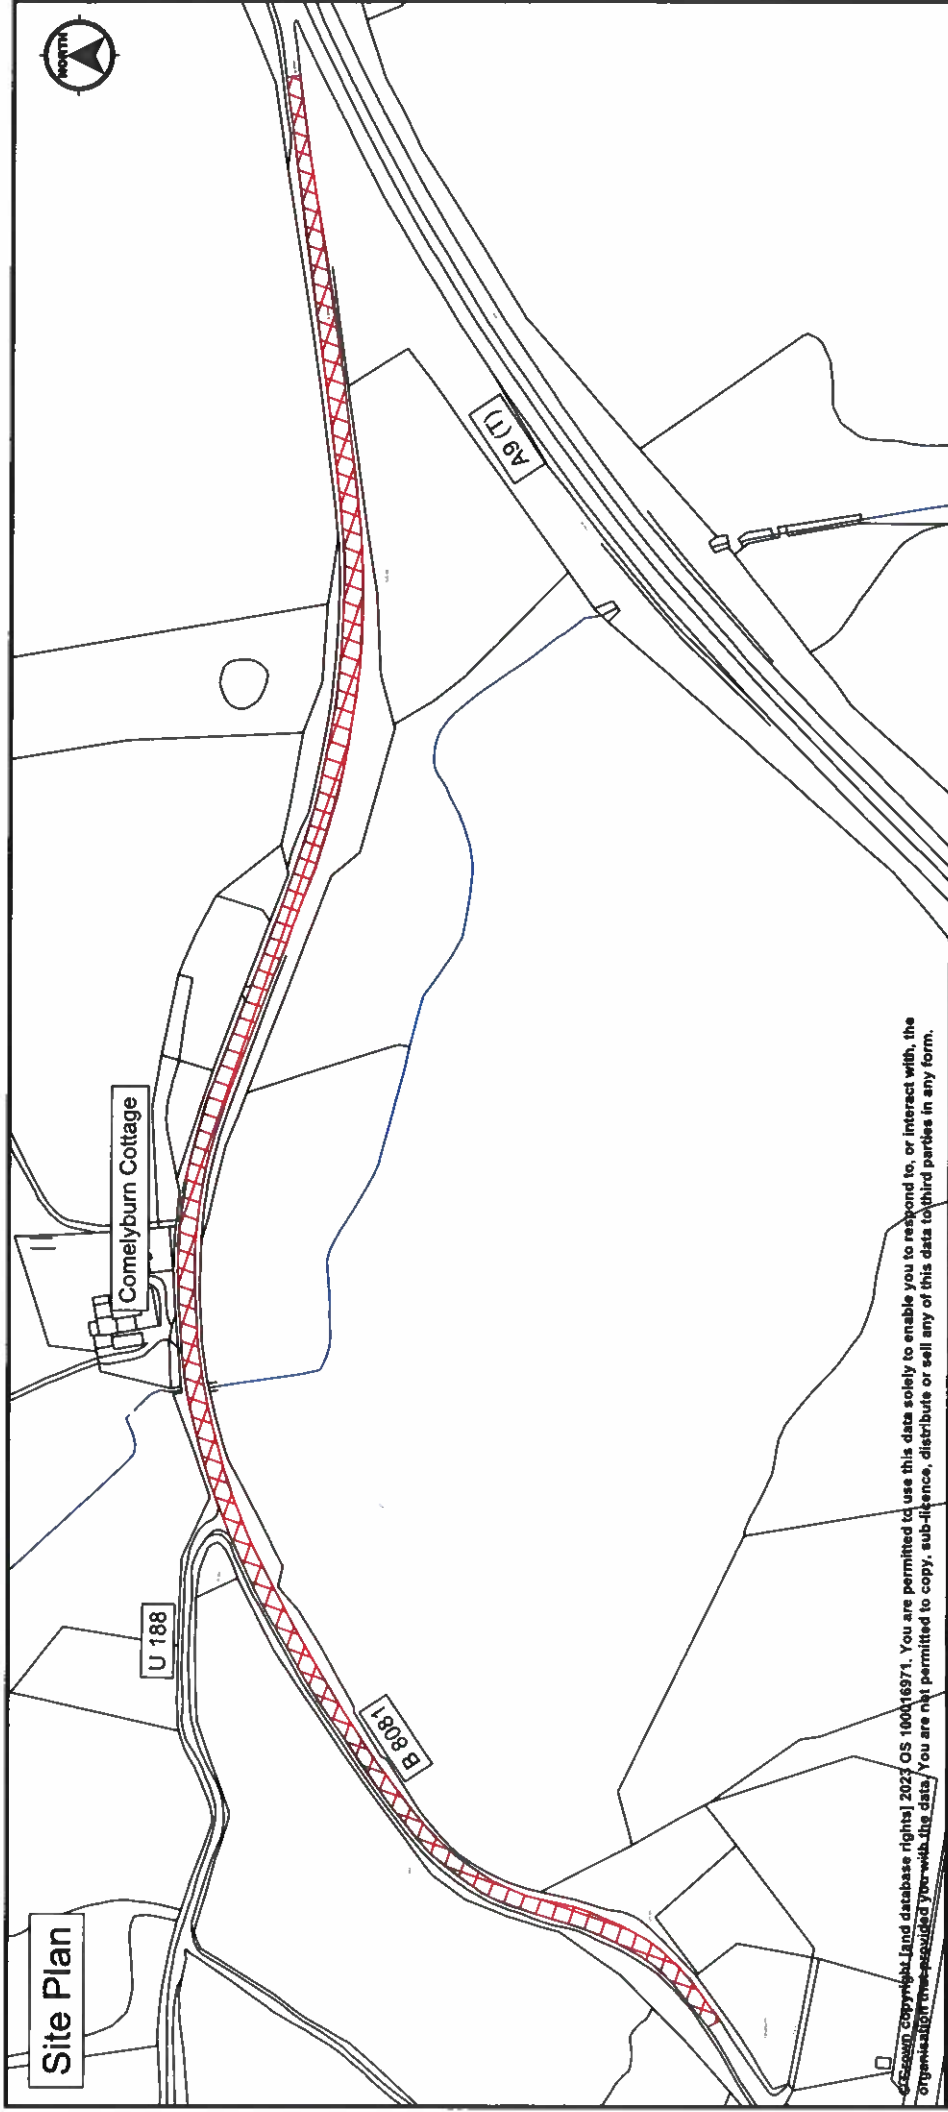 Site Plan
NORTH
U 188
Comelyburn Cottage
B 8081
A9 (T)
© Crown copyright [and database rights] 2023 OS 100016971. You are permitted to use this data solely to enable you to respond to, or interact with, the
organisation that provided you with the data. You are not permitted to copy, sub-licence, distribute or sell any of this data to third parties in any form.